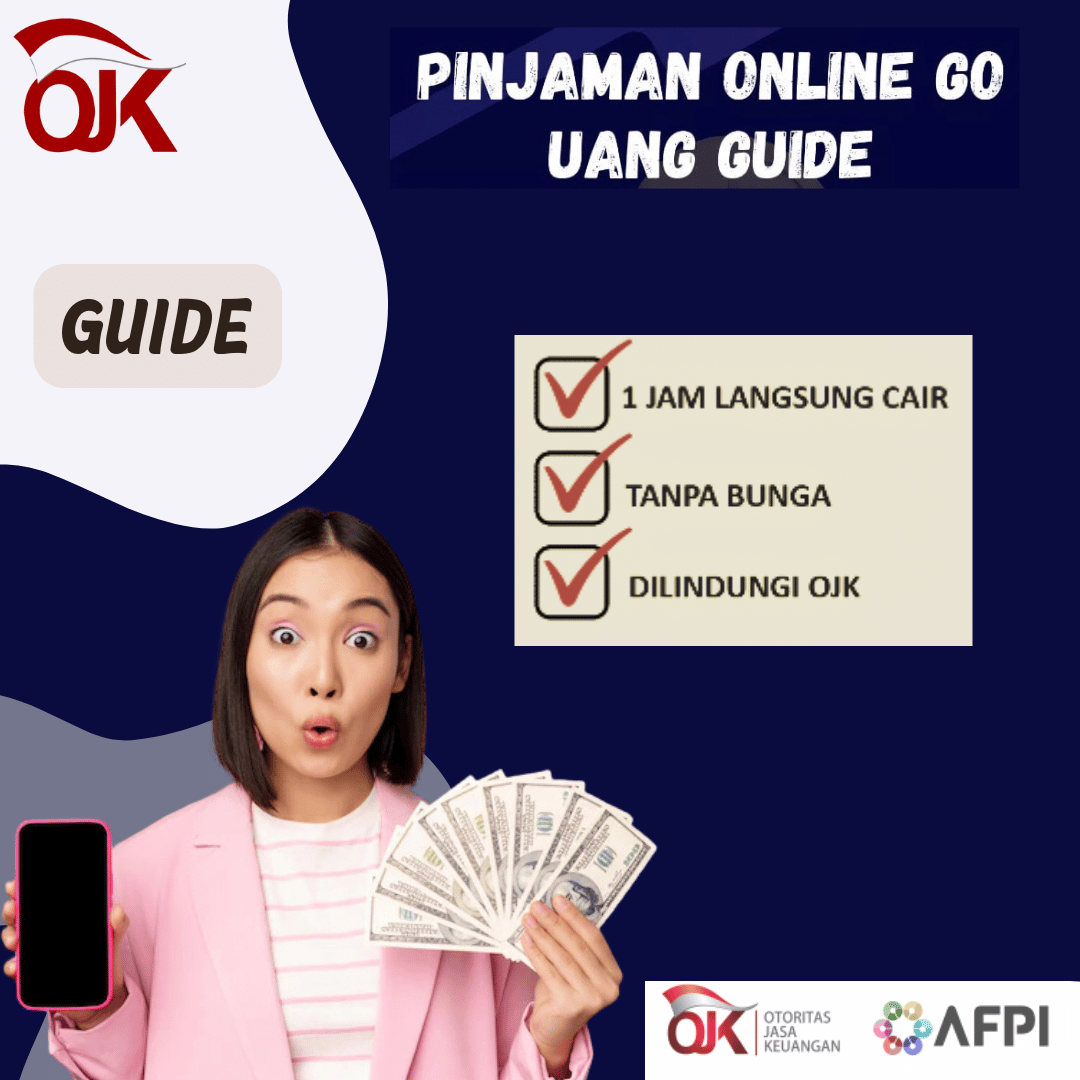 OJK
PINJAMAN ONLINE GO
UANG GUIDE
GUIDE
1 JAM LANGSUNG CAIR
TANPA BUNGA
DILINDUNGI OJK
OJK
OTORITAS
JASA
KEUANGAN
AFPI